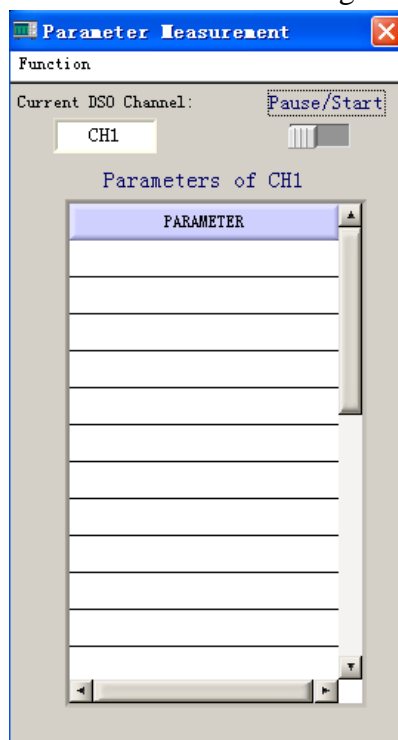 Parameter Measurement
Function
Current DSO Channel:
Pause/Start
CH1
Parameters of CH1
PARAMETER